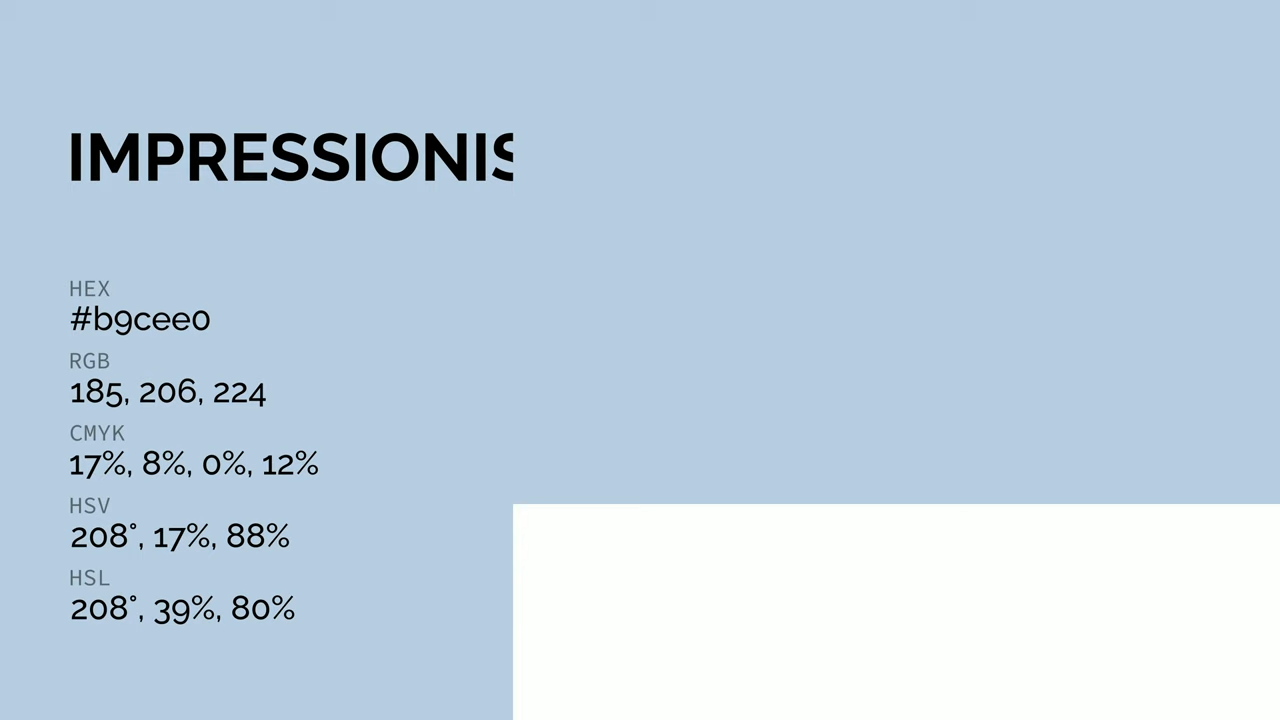 IMPRESSIONIS
HEX
#b9cee0
RGB
185, 206, 224
CMYK
17%, 8%, 0%, 12%
HSV
208°, 17%, 88%
HSL
208°, 39%, 80%